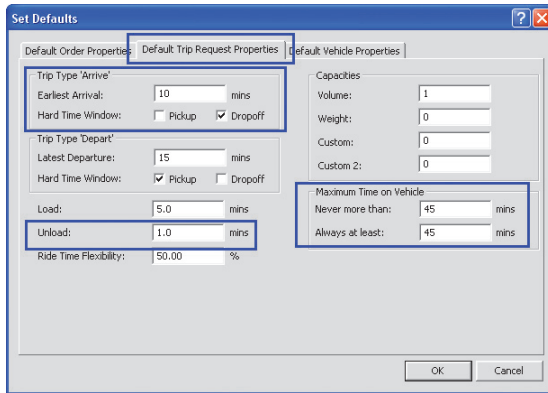 Set Defaults
Default Order Properties Default Trip Request Properties Default Vehicle Properties
Trip Type 'Arrive'
Earliest Arrival: 10 mins
Hard Time Window: Pickup Dropoff
Trip Type 'Depart'
Latest Departure: 15 mins
Hard Time Window: Pickup Dropoff
Load: 5.0 mins
Unload: 1.0 mins
Ride Time Flexibility: 50.00 %
Capacities
Volume: 1
Weight: 0
Custom: 0
Custom 2: 0
Maximum Time on Vehicle
Never more than: 45 mins
Always at least: 45 mins
OK Cancel